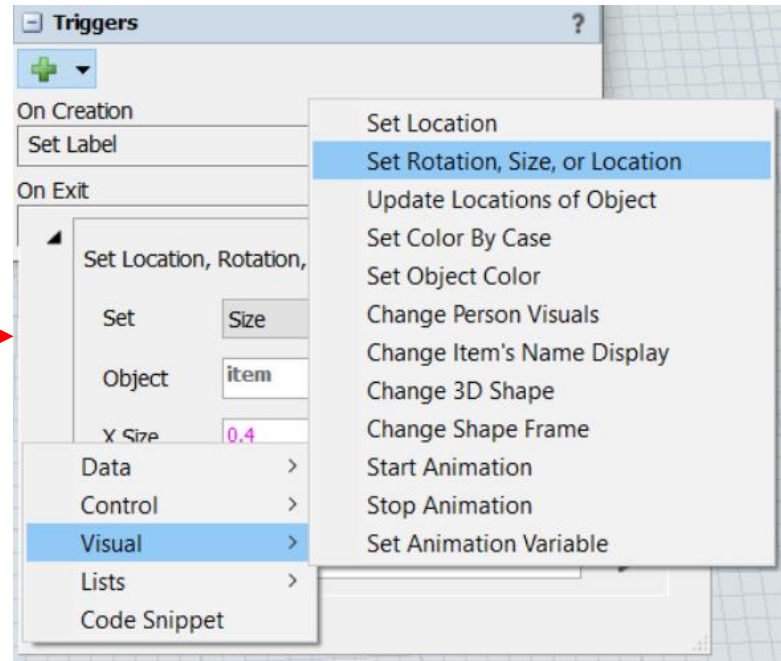 Triggers ?
On Creation
Set Label
On Exit
Set Location, Rotation,
Set Size
Object item
X Size 0.4
Data >
Control >
Visual >
Lists >
Code Snippet
Set Location
Set Rotation, Size, or Location
Update Locations of Object
Set Color By Case
Set Object Color
Change Person Visuals
Change Item's Name Display
Change 3D Shape
Change Shape Frame
Start Animation
Stop Animation
Set Animation Variable